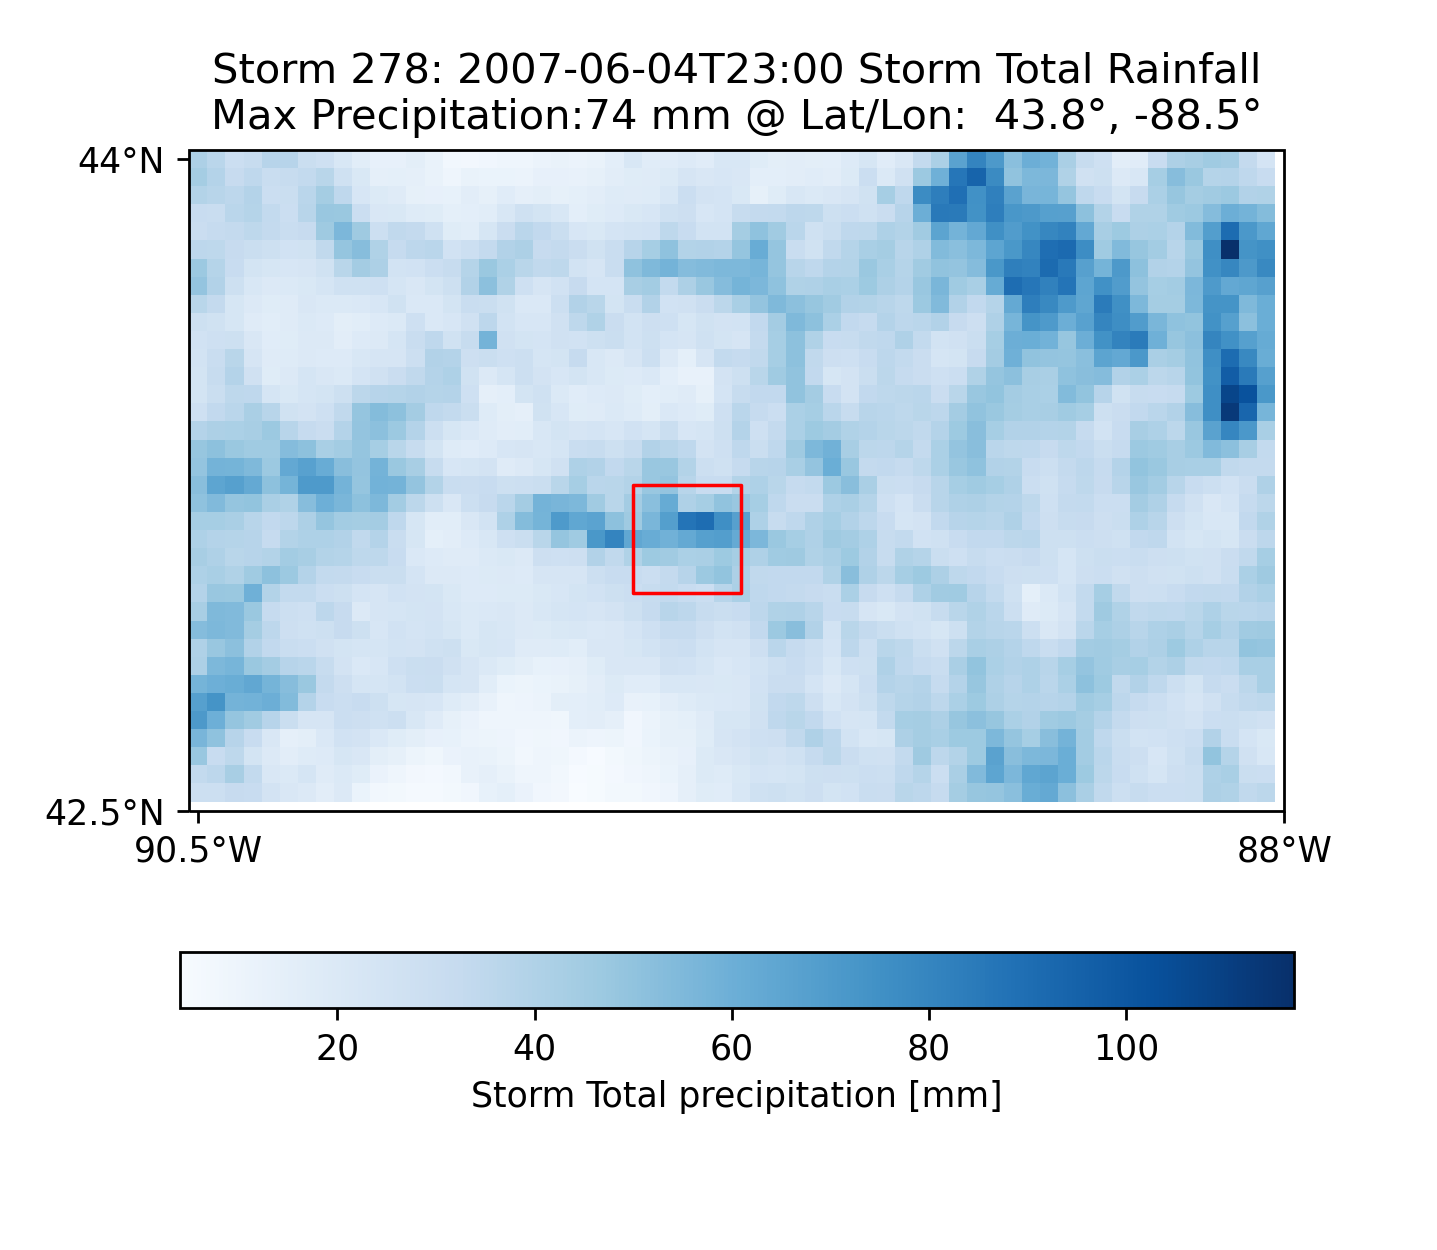 Storm 278: 2007-06-04T23:00 Storm Total Rainfall
Max Precipitation:74 mm @ Lat/Lon:  43.8°, -88.5°
44°N
42.5°N
90.5°W 88°W
20 40 60 80 100
Storm Total precipitation [mm]